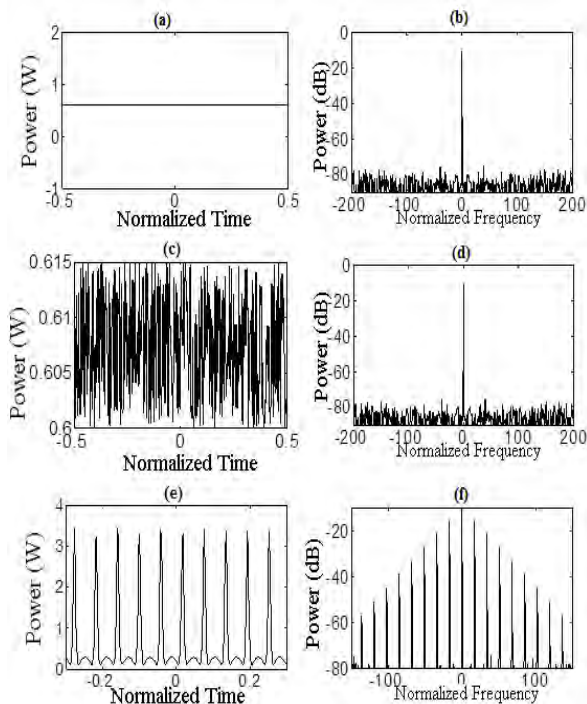 (a)
Power (W)
2
1
0
-1
-0.5
0
0.5
Normalized Time
(b)
Power (dB)
0
-20
-40
-60
-80
-200
-100
0
100
200
Normalized Frequency
(c)
Power (W)
0.615
0.61
0.605
0.6
-0.5
0
0.5
Normalized Time
(d)
Power (dB)
0
-20
-40
-60
-80
-200
-100
0
100
200
Normalized Frequency
(e)
Power (W)
4
3
2
1
0
-0.2
0
0.2
Normalized Time
(f)
Power (dB)
-20
-40
-60
-80
-100
0
100
Normalized Frequency